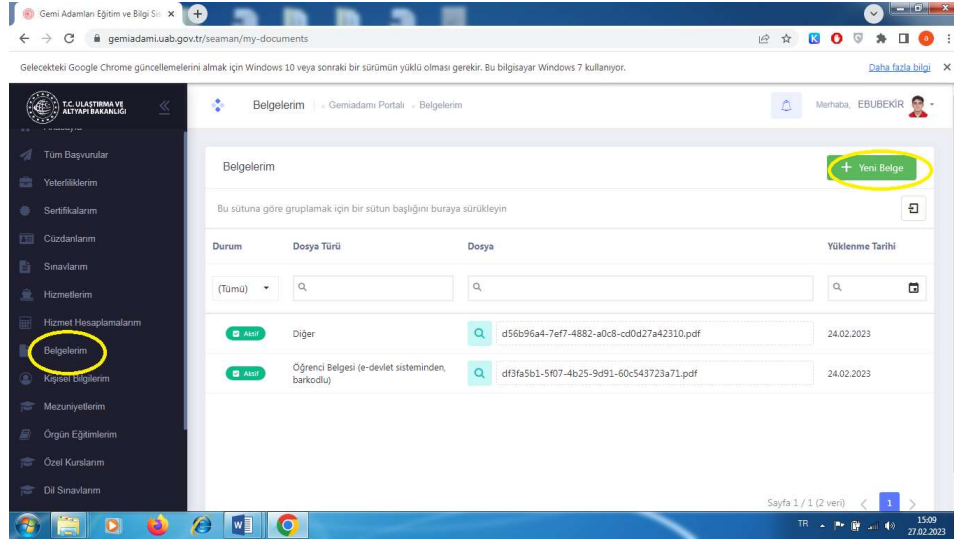 Gemi Adamları Eğitim ve Bilgi Sis
gemiadami.uab.gov.tr/seaman/my-documents
Gelecekteki Google Chrome güncellemelerini almak için Windows 10 veya sonraki bir sürümün yüklü olması gerekir. Bu bilgisayar Windows 7 kullanıyor.
Daha fazla bilgi
T.C. ULAŞTIRMA VE
ALTYAPI BAKANLIĞI
Belgelerim
Gemiadamı Portalı
Belgelerim
Merhaba, EBUBEKİR
Tüm Başvurular
Yeterliliklerim
Sertifikalarım
Cüzdanlarım
Sınavlarım
Hizmetlerim
Hizmet Hesaplamalarım
Belgelerim
Kişisel Bilgilerim
Mezuniyetlerim
Örgün Eğitimlerim
Özel Kurslarım
Dil Sınavlarım
Belgelerim
+ Yeni Belge
Bu sütuna göre gruplamak için bir sütun başlığını buraya sürükleyin
Durum Dosya Türü Dosya Yüklenme Tarihi
(Tümü)
Aktif Diğer d56b96a4-7ef7-4882-a0c8-cd0d27a42310.pdf 24.02.2023
Aktif Öğrenci Belgesi (e-devlet sisteminden, df3fa5b1-5f07-4b25-9d91-60c543723a71.pdf 24.02.2023
barkodlu)
Sayfa 1 / 1 (2 veri) 1
TR
15:09
27.02.2023